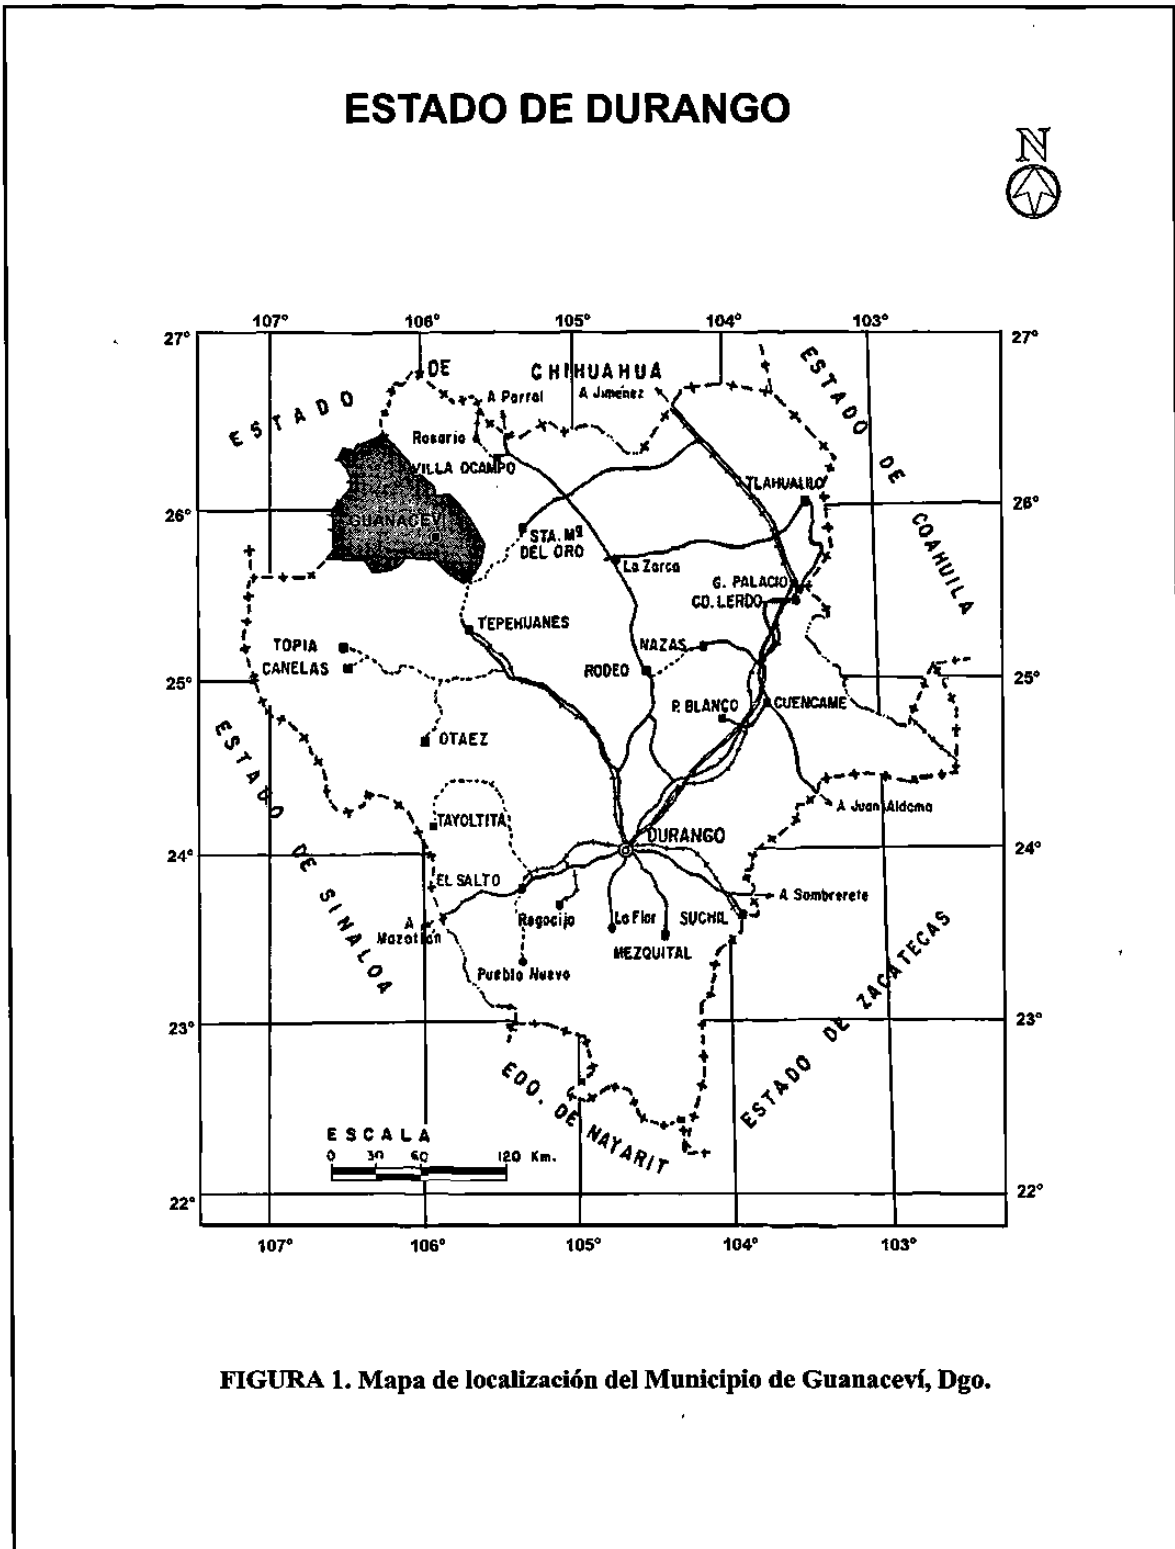 ESTADO DE DURANGO
N
107° 106° 105° 104° 103°
27° 27°
ESTADO DE CHIHUAHUA
ESTADO DE COAHUILA
A Parral
A Jiménez
Rosario
VILLA OCAMPO
TLAHUALILO
26° 26°
GUANACEVI
STA. Mª
DEL ORO
La Zarca
G. PALACIO
CD. LERDO
TEPEHUANES
TOPIA
CANELAS
NAZAS
RODEO
25° 25°
P. BLANCO
CUENCAME
OTAEZ
ESTADO DE SINALOA
A Juan Aldama
TAYOLTITA
DURANGO
24° 24°
EL SALTO
A Sombrerete
Regocijo
La Flor
SUCHIL
A
Mazatlán
MEZQUITAL
Pueblo Nuevo
ESTADO DE ZACATECAS
23° 23°
EDO. DE NAYARIT
ESCALA
0 30 60 120 Km.
22° 22°
107° 106° 105° 104° 103°
FIGURA 1. Mapa de localización del Municipio de Guanaceví, Dgo.